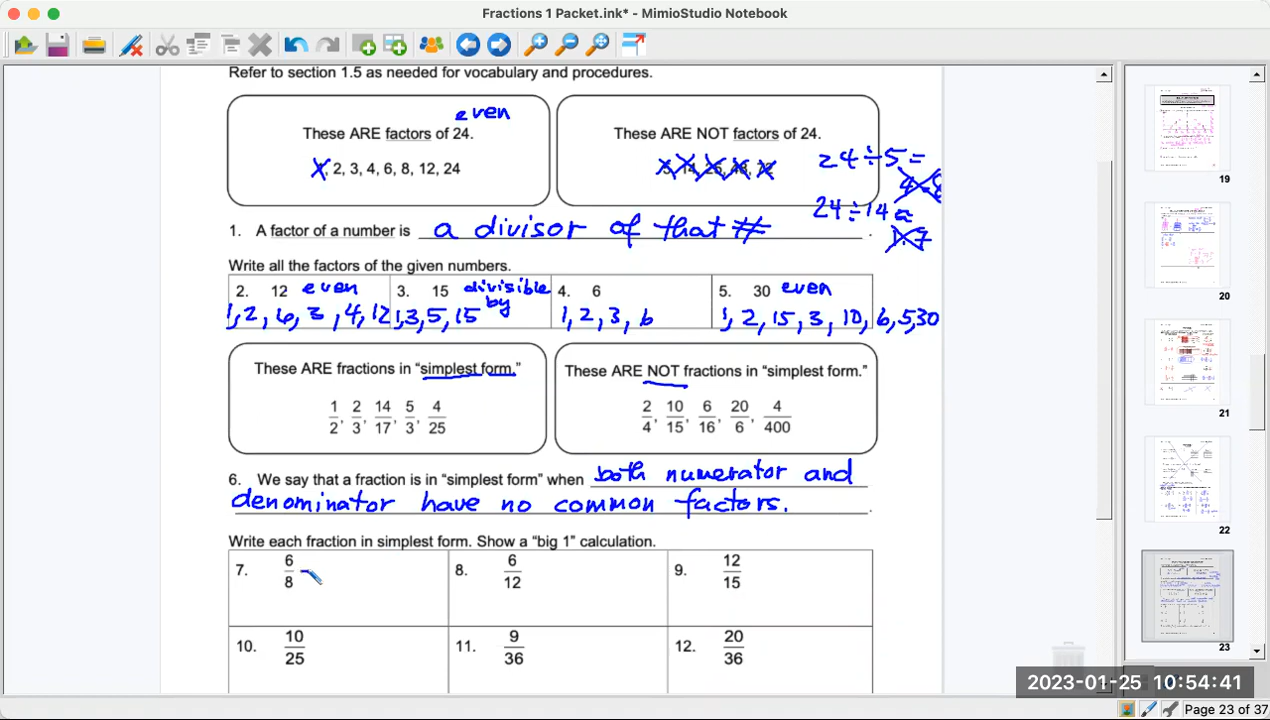 Fractions 1 Packet.ink* - MimioStudio Notebook
Refer to section 1.5 as needed for vocabulary and procedures.
even
These ARE factors of 24.
, 2, 3, 4, 6, 8, 12, 24
These ARE NOT factors of 24.
24÷5=
24÷14=
1. A factor of a number is a divisor of that # .
Write all the factors of the given numbers.
2. 12 even
1, 2, 6, 3, 4, 12
3. 15 divisible by
1, 3, 5, 15
4. 6
1, 2, 3, 6
5. 30 even
1, 2, 15, 3, 10, 6, 5, 30
These ARE fractions in “simplest form.”
1/2, 2/3, 14/17, 5/3, 4/25
These ARE NOT fractions in “simplest form.”
2/4, 10/15, 6/16, 20/6, 4/400
6. We say that a fraction is in “simplest form” when both numerator and
denominator have no common factors. .
Write each fraction in simplest form. Show a “big 1” calculation.
7. 6/8
8. 6/12
9. 12/15
10. 10/25
11. 9/36
12. 20/36
19
20
21
22
23
2023-01-25 10:54:41
Page 23 of 37